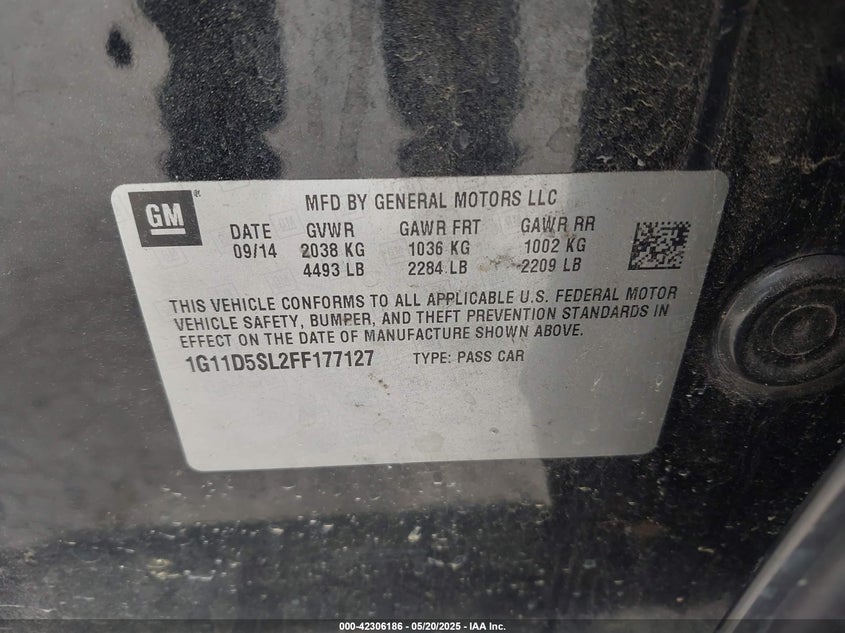 GM
MFD BY GENERAL MOTORS LLC
DATE GVWR GAWR FRT GAWR RR
09/14 2038 KG 1036 KG 1002 KG
4493 LB 2284 LB 2209 LB
THIS VEHICLE CONFORMS TO ALL APPLICABLE U.S. FEDERAL MOTOR
VEHICLE SAFETY, BUMPER, AND THEFT PREVENTION STANDARDS IN
EFFECT ON THE DATE OF MANUFACTURE SHOWN ABOVE.
1G11D5SL2FF177127 TYPE: PASS CAR
000-42306186 - 05/20/2025 - IAA Inc.